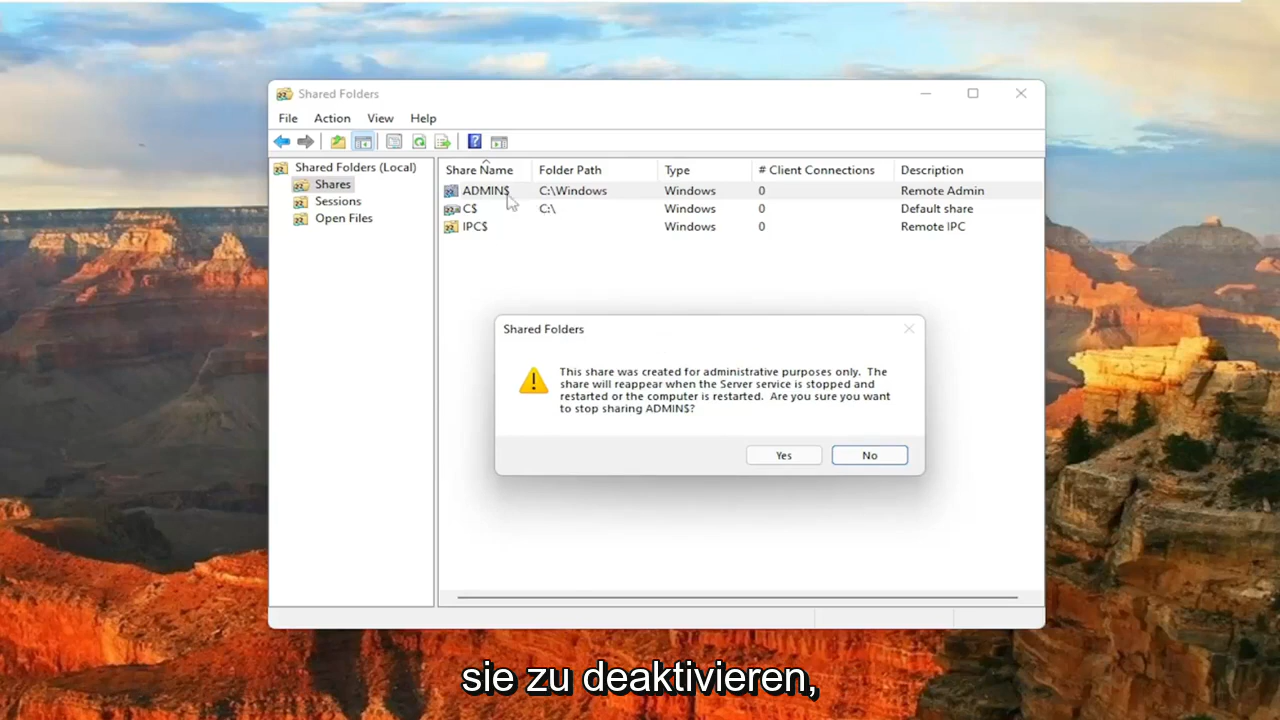 Shared Folders
File Action View Help
Shared Folders (Local)
Shares
Sessions
Open Files
Share Name Folder Path Type # Client Connections Description
ADMIN$ C:\Windows Windows 0 Remote Admin
C$ C:\ Windows 0 Default share
IPC$ Windows 0 Remote IPC
Shared Folders
This share was created for administrative purposes only. The
share will reappear when the Server service is stopped and
restarted or the computer is restarted. Are you sure you want
to stop sharing ADMIN$?
Yes No
sie zu deaktivieren,